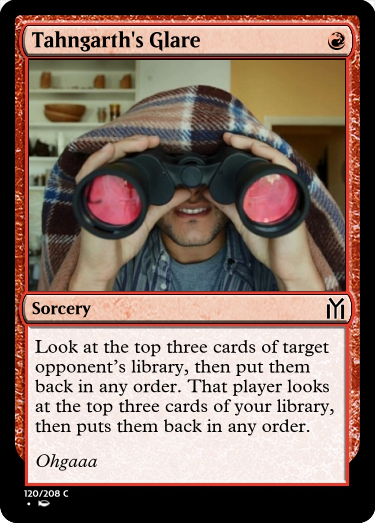 Tahngarth's Glare
Sorcery
Look at the top three cards of target
opponent's library, then put them
back in any order. That player looks
at the top three cards of your library,
then puts them back in any order.
Ohgaaa
120/208 C